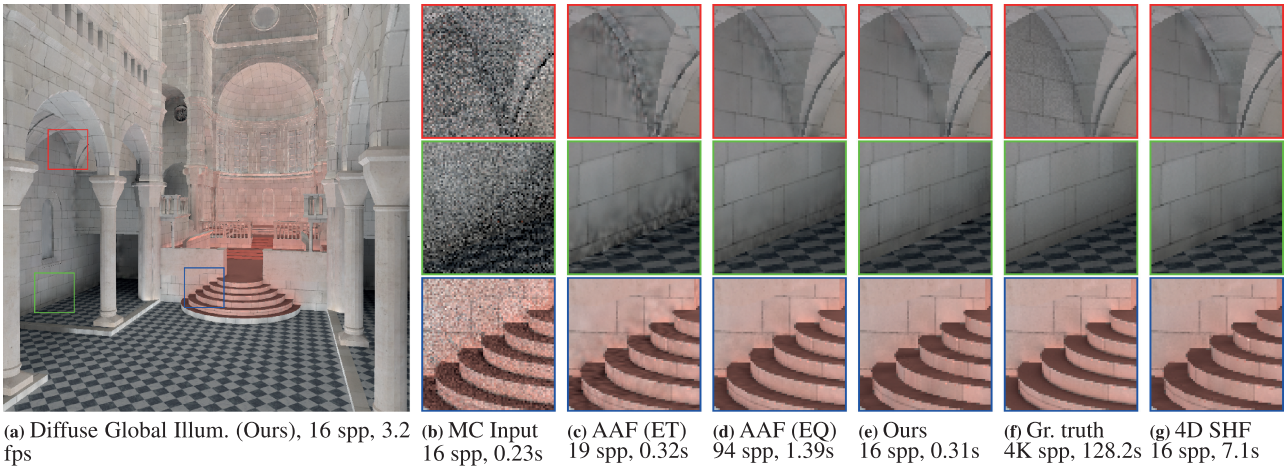 (a) Diffuse Global Illum. (Ours), 16 spp, 3.2
fps
(b) MC Input
16 spp, 0.23s
(c) AAF (ET)
19 spp, 0.32s
(d) AAF (EQ)
94 spp, 1.39s
(e) Ours
16 spp, 0.31s
(f) Gr. truth
4K spp, 128.2s
(g) 4D SHF
16 spp, 7.1s